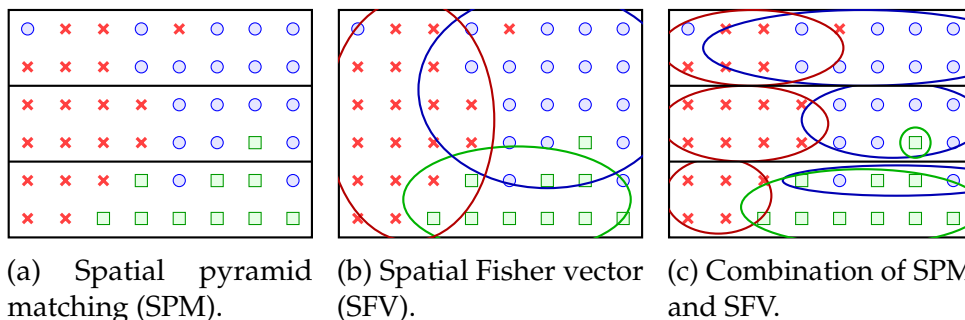 (a) Spatial pyramid
matching (SPM).
(b) Spatial Fisher vector
(SFV).
(c) Combination of SPM
and SFV.